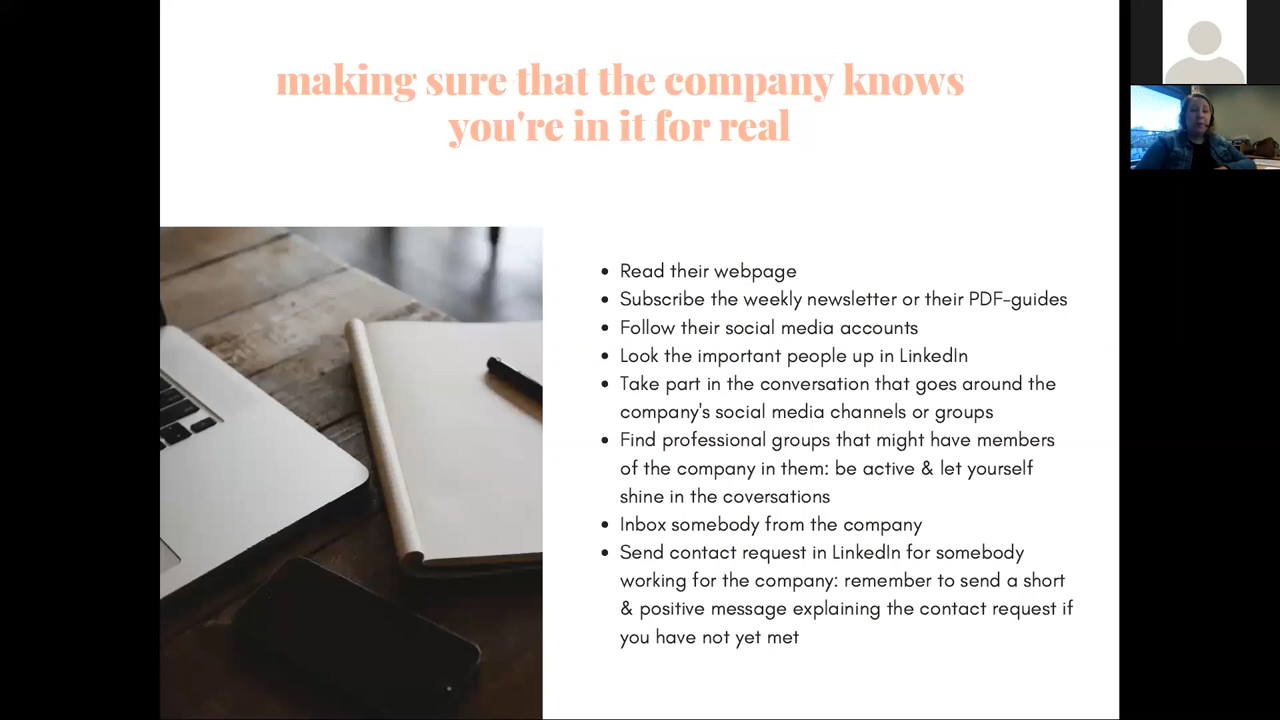 making sure that the company knows
you're in it for real
• Read their webpage
• Subscribe the weekly newsletter or their PDF-guides
• Follow their social media accounts
• Look the important people up in LinkedIn
• Take part in the conversation that goes around the
company's social media channels or groups
• Find professional groups that might have members
of the company in them: be active & let yourself
shine in the coversations
• Inbox somebody from the company
• Send contact request in LinkedIn for somebody
working for the company: remember to send a short
& positive message explaining the contact request if
you have not yet met